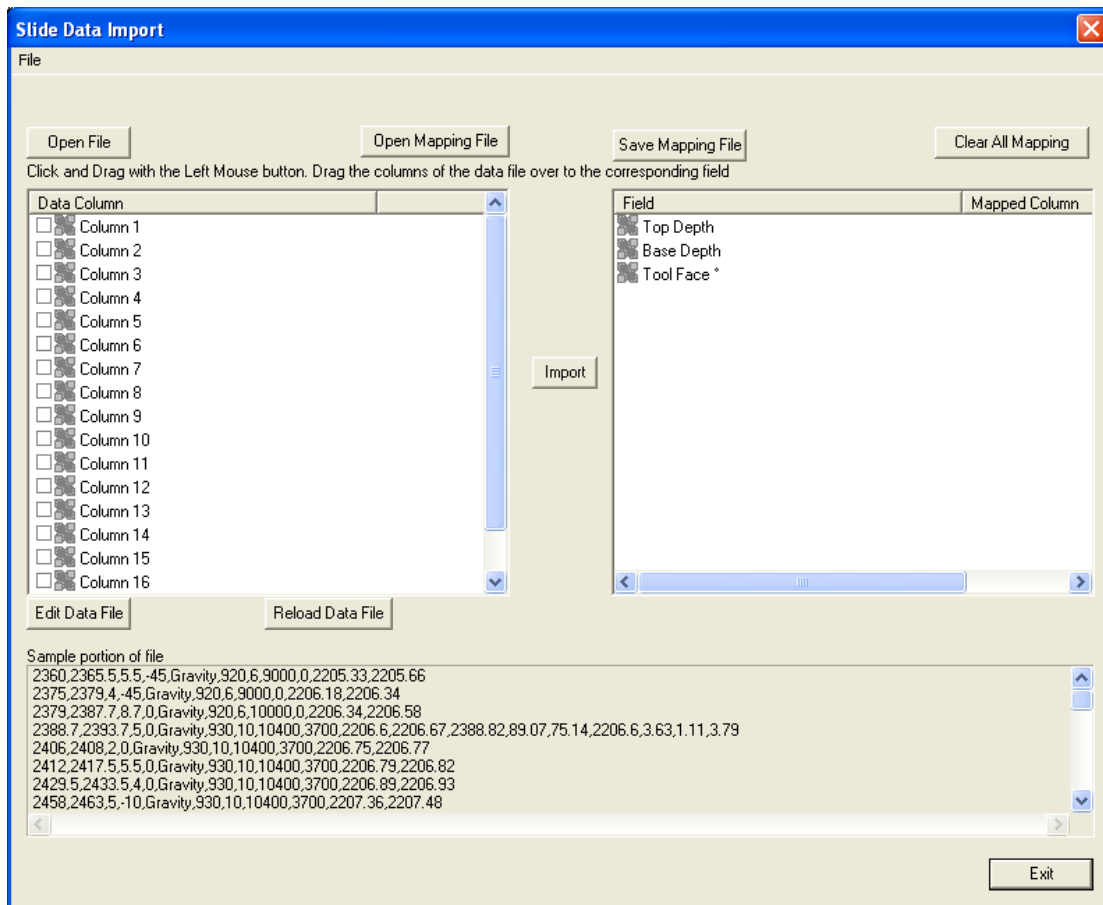 Slide Data Import
File
Open File
Open Mapping File
Save Mapping File
Clear All Mapping
Click and Drag with the Left Mouse button. Drag the columns of the data file over to the corresponding field
Data Column
Column 1
Column 2
Column 3
Column 4
Column 5
Column 6
Column 7
Column 8
Column 9
Column 10
Column 11
Column 12
Column 13
Column 14
Column 15
Column 16
Import
Field Mapped Column
Top Depth
Base Depth
Tool Face °
Edit Data File
Reload Data File
Sample portion of file
2360,2365.5,5.5,-45,Gravity,920,6,9000,0,2205.33,2205.66
2375,2379,4,-45,Gravity,920,6,9000,0,2206.18,2206.34
2379,2387.7,8.7,0,Gravity,920,6,10000,0,2206.34,2206.58
2388.7,2393.7,5,0,Gravity,930,10,10400,3700,2206.6,2206.67,2388.82,89.07,75.14,2206.6,3.63,1.11,3.79
2406,2408,2,0,Gravity,930,10,10400,3700,2206.75,2206.77
2412,2417.5,5.5,0,Gravity,930,10,10400,3700,2206.79,2206.82
2429.5,2433.5,4,0,Gravity,930,10,10400,3700,2206.89,2206.93
2458,2463,5,-10,Gravity,930,10,10400,3700,2207.36,2207.48
Exit